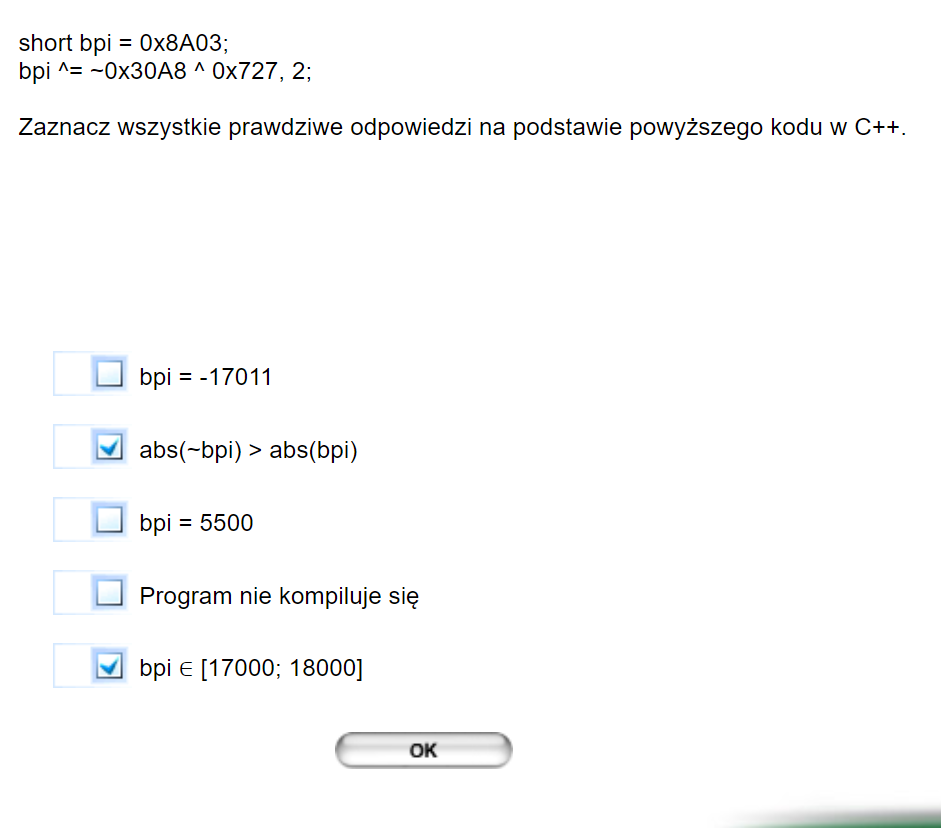 short bpi = 0x8A03;
bpi ^= ~0x30A8 ^ 0x727, 2;
Zaznacz wszystkie prawdziwe odpowiedzi na podstawie powyższego kodu w C++.
bpi = -17011
abs(~bpi) > abs(bpi)
bpi = 5500
Program nie kompiluje się
bpi ∈ [17000; 18000]
OK